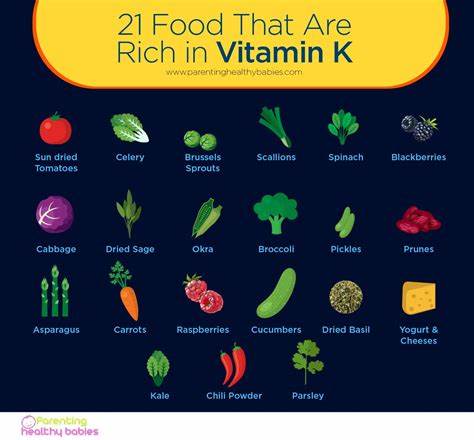 21 Food That Are
Rich in Vitamin K
www.parentinghealthybabies.com
Sun dried
Tomatoes
Celery
Brussels
Sprouts
Scallions
Spinach
Blackberries
Cabbage
Dried Sage
Okra
Broccoli
Pickles
Prunes
Asparagus
Carrots
Raspberries
Cucumbers
Dried Basil
Yogurt &
Cheeses
Kale
Chili Powder
Parsley
Parenting
healthy babies